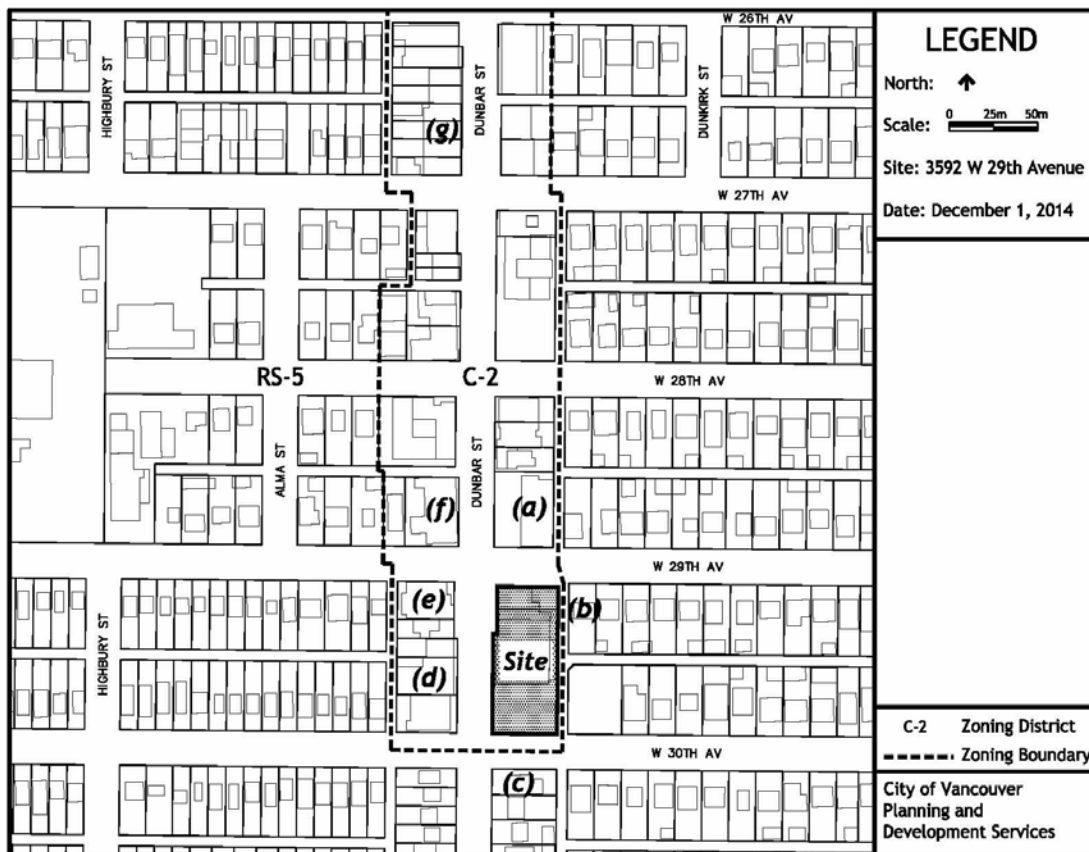 W 26TH AV
HIGHBURY ST
DUNBAR ST
DUNKIRK ST
(g)
W 27TH AV
RS-5
C-2
W 28TH AV
ALMA ST
DUNBAR ST
(f)
(a)
W 29TH AV
(e)
(b)
HIGHBURY ST
(d)
Site
W 30TH AV
(c)
LEGEND
North:
Scale: 0 25m 50m
Site: 3592 W 29th Avenue
Date: December 1, 2014
C-2 Zoning District
Zoning Boundary
City of Vancouver
Planning and
Development Services